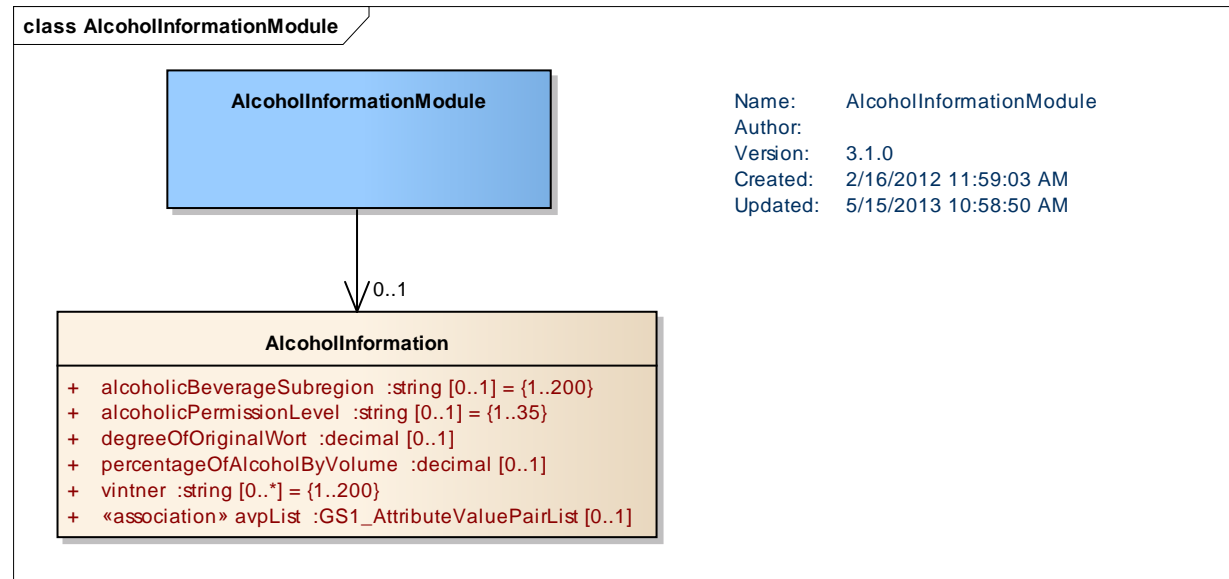 class AlcoholInformationModule
AlcoholInformationModule
Name: AlcoholInformationModule
Author:
Version: 3.1.0
Created: 2/16/2012 11:59:03 AM
Updated: 5/15/2013 10:58:50 AM
0..1
AlcoholInformation
+ alcoholicBeverageSubregion :string [0..1] = {1..200}
+ alcoholicPermissionLevel :string [0..1] = {1..35}
+ degreeOfOriginalWort :decimal [0..1]
+ percentageOfAlcoholByVolume :decimal [0..1]
+ vintner :string [0..*] = {1..200}
+ «association» avpList :GS1_AttributeValuePairList [0..1]